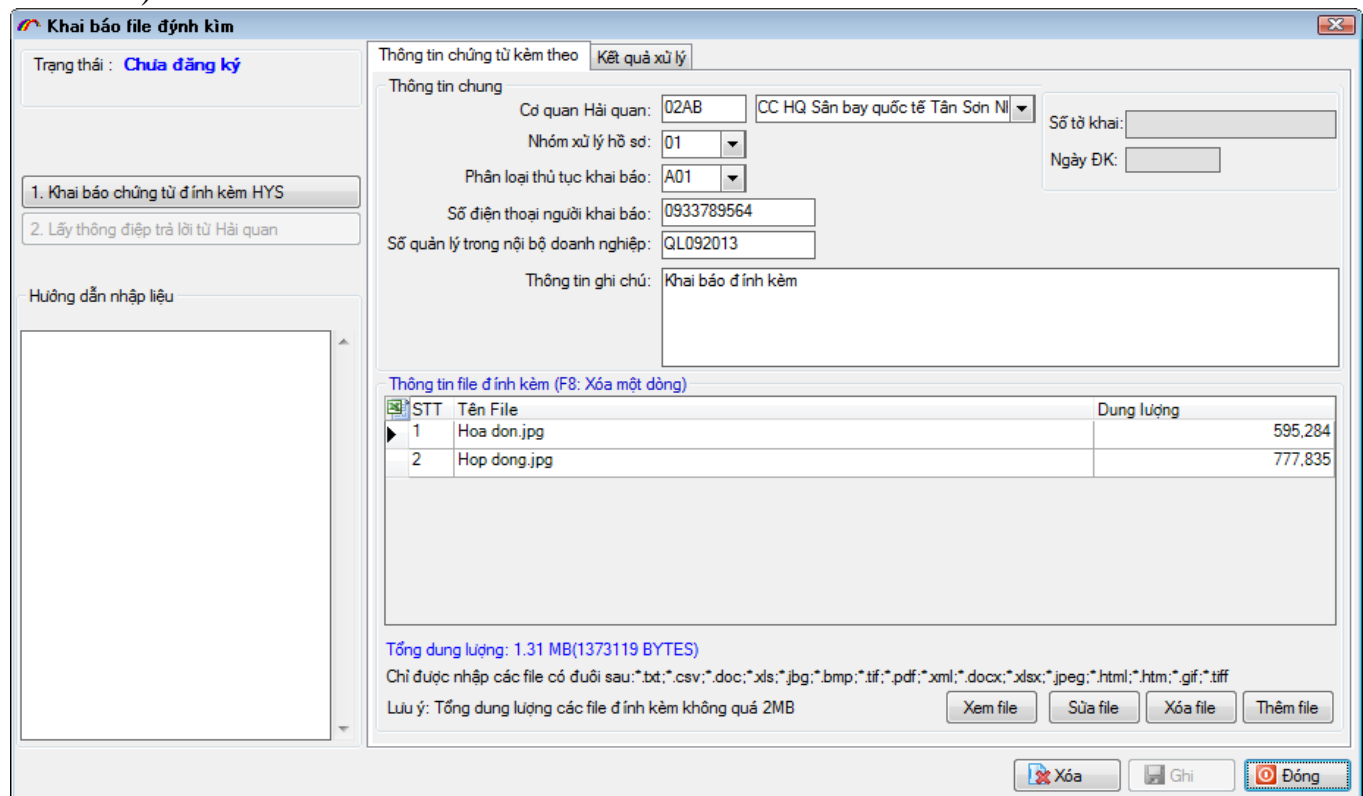 Khai báo file đýnh kìm
Trạng thái : Chưa đăng ký
1. Khai báo chứng từ đính kèm HYS
2. Lấy thông điệp trả lời từ Hải quan
Hướng dẫn nhập liệu
Thông tin chứng từ kèm theo Kết quả xử lý
Thông tin chung
Cơ quan Hải quan: 02AB CC HQ Sân bay quốc tế Tân Sơn
Nhóm xử lý hồ sơ: 01
Phân loại thủ tục khai báo: A01
Số điện thoại người khai báo: 0933789564
Số quản lý trong nội bộ doanh nghiệp: QL092013
Thông tin ghi chú: Khai báo đính kèm
Số tờ khai:
Ngày ĐK:
Thông tin file đính kèm (F8: Xóa một dòng)
STT Tên File Dung lượng
1 Hoa don.jpg 595,284
2 Hop dong.jpg 777,835
Tổng dung lượng: 1.31 MB(1373119 BYTES)
Chỉ được nhập các file có đuôi sau:*.txt;*.csv;*.doc;*.xls;*.jbg;*.bmp;*.tif;*.pdf;*.xml;*.docx;*.xlsx;*.jpeg;*.html;*.htm;*.gif;*.tiff
Lưu ý: Tổng dung lượng các file đính kèm không quá 2MB
Xem file Sửa file Xóa file Thêm file
Xóa Ghi Đóng